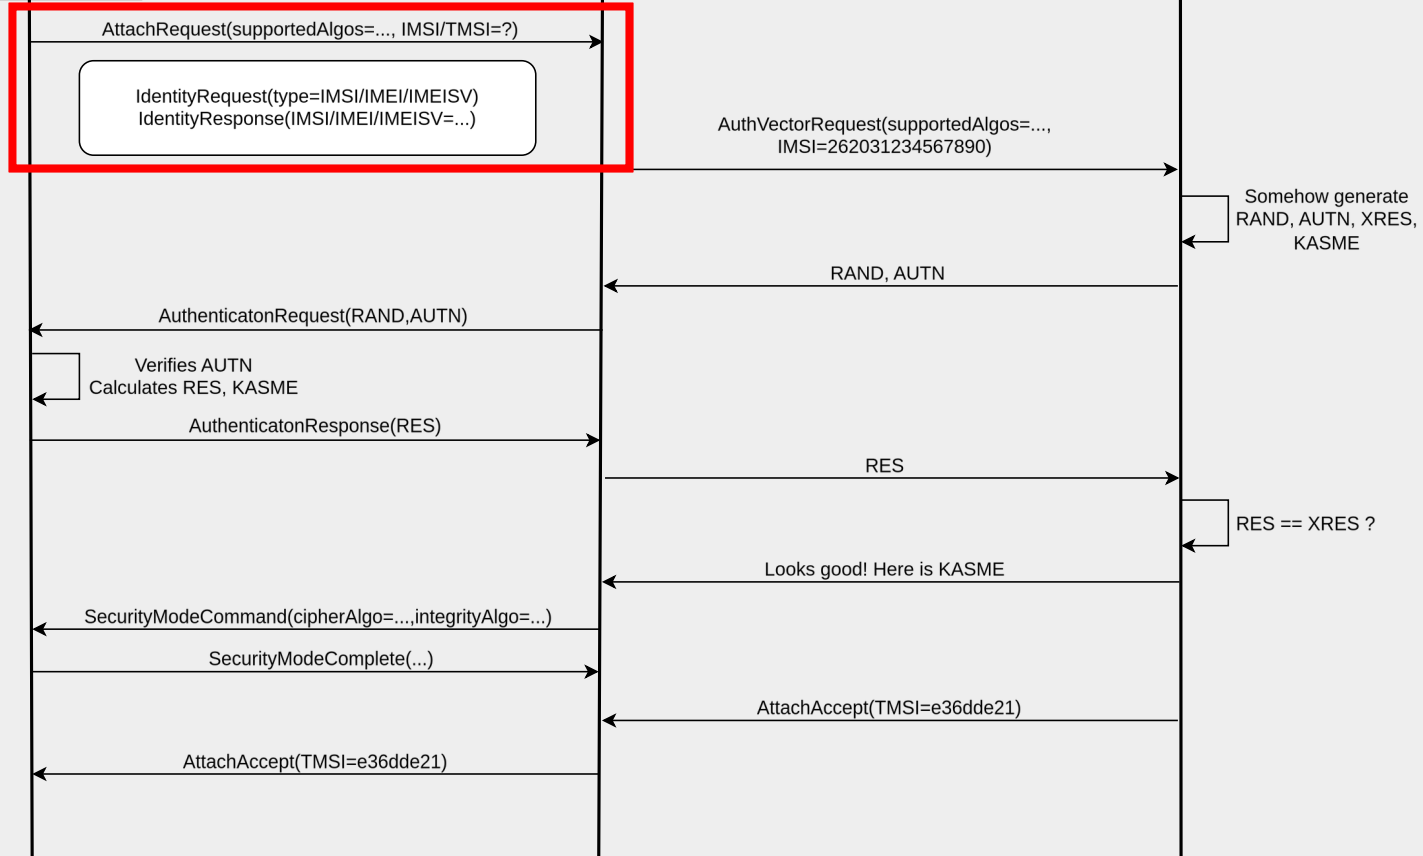 AttachRequest(supportedAlgos=..., IMSI/TMSI=?)
IdentityRequest(type=IMSI/IMEI/IMEISV)
IdentityResponse(IMSI/IMEI/IMEISV=...)
AuthVectorRequest(supportedAlgos=...,
IMSI=262031234567890)
Somehow generate
RAND, AUTN, XRES,
KASME
RAND, AUTN
AuthenticatonRequest(RAND,AUTN)
Verifies AUTN
Calculates RES, KASME
AuthenticatonResponse(RES)
RES
RES == XRES ?
Looks good! Here is KASME
SecurityModeCommand(cipherAlgo=...,integrityAlgo=...)
SecurityModeComplete(...)
AttachAccept(TMSI=e36dde21)
AttachAccept(TMSI=e36dde21)